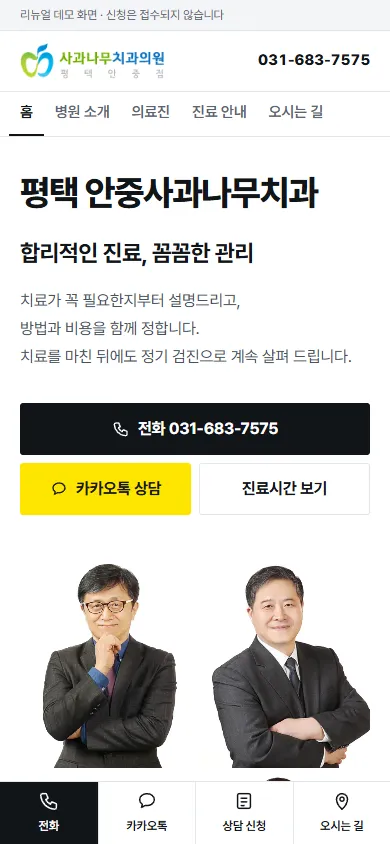 리뉴얼 데모 화면 · 신청은 접수되지 않습니다
사과나무치과의원
평택안중점
031-683-7575
홈 병원 소개 의료진 진료 안내 오시는 길
평택 안중사과나무치과
합리적인 진료, 꼼꼼한 관리
치료가 꼭 필요한지부터 설명드리고,
방법과 비용을 함께 정합니다.
치료를 마친 뒤에도 정기 검진으로 계속 살펴 드립니다.
전화 031-683-7575
카카오톡 상담 진료시간 보기
전화 카카오톡 상담 신청 오시는 길